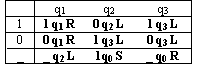 q1 q2 q3
1 1 q1 R 0 q2 L 1 q3 L
0 0 q1 R 1 q3 L 0 q3 L
_ _ q2 L 1 q0 S _ q0 R